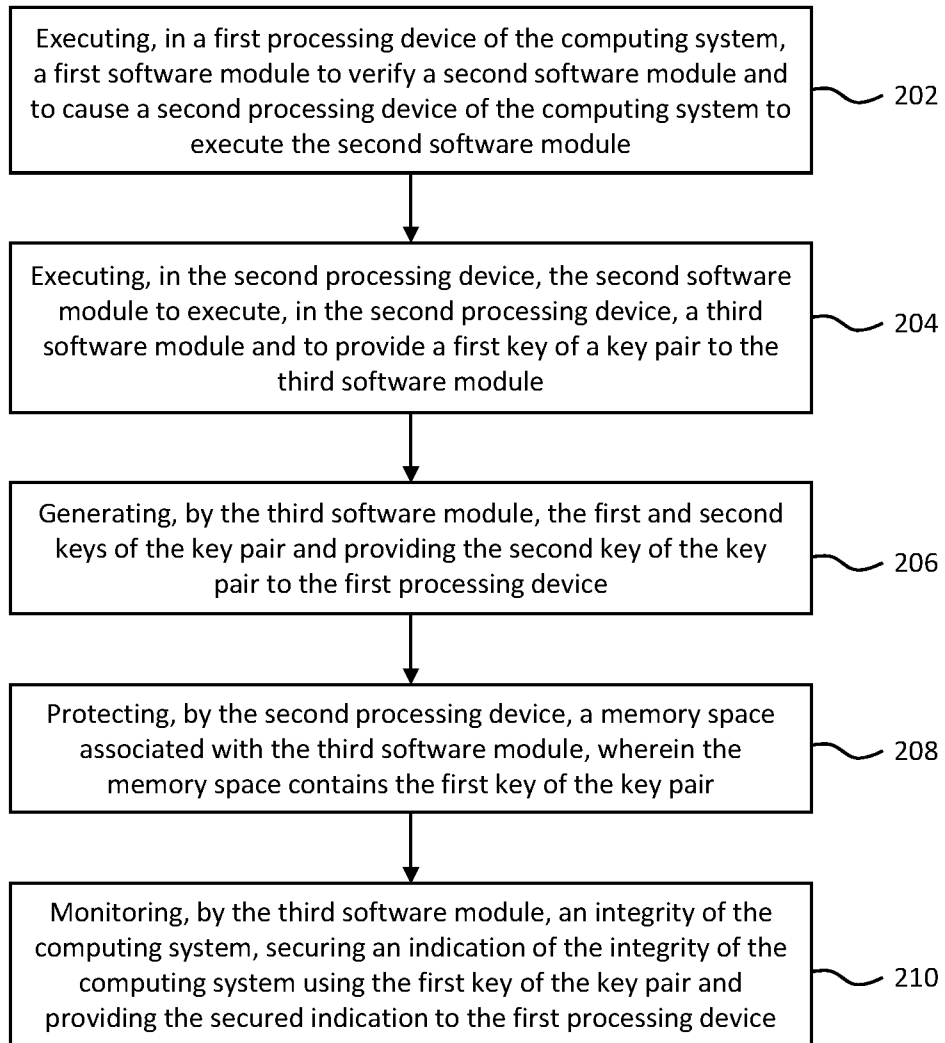 Executing, in a first processing device of the computing system,
a first software module to verify a second software module and
to cause a second processing device of the computing system to
execute the second software module
202
Executing, in the second processing device, the second software
module to execute, in the second processing device, a third
software module and to provide a first key of a key pair to the
third software module
204
Generating, by the third software module, the first and second
keys of the key pair and providing the second key of the key
pair to the first processing device
206
Protecting, by the second processing device, a memory space
associated with the third software module, wherein the
memory space contains the first key of the key pair
208
Monitoring, by the third software module, an integrity of the
computing system, securing an indication of the integrity of the
computing system using the first key of the key pair and
providing the secured indication to the first processing device
210